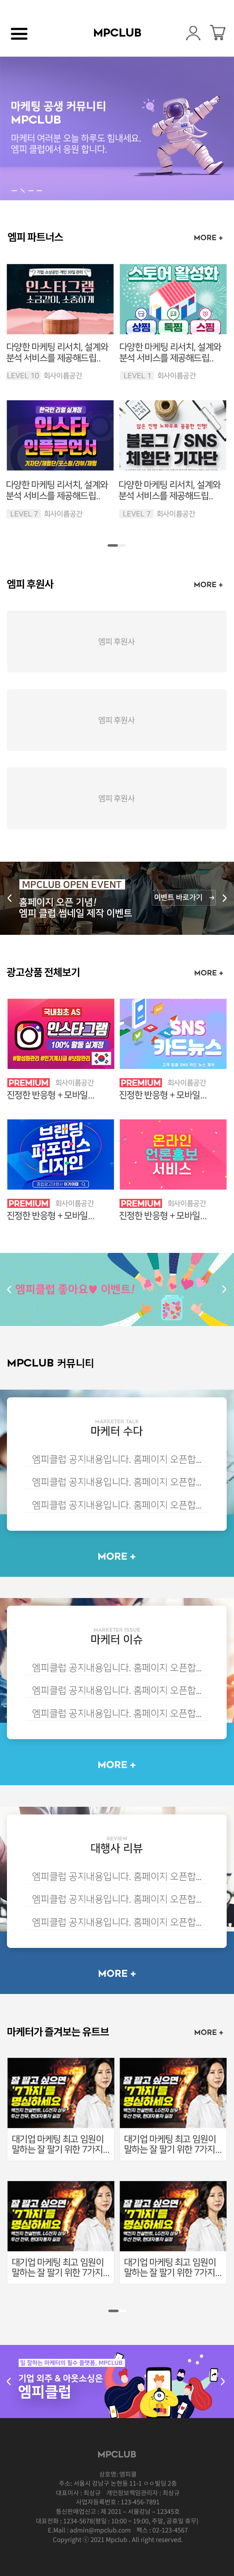 MPCLUB
마케팅 공생 커뮤니티
MPCLUB
마케터 여러분 오늘 하루도 힘내세요.
엠피 클럽에서 응원 합니다.
엠피 파트너스
MORE +
인스타그램
소금같이, 소중하게
스토어 활성화
상찜 톡찜 스찜
다양한 마케팅 리서치, 설계와
분석 서비스를 제공해드립..
LEVEL 10 회사이름공간
다양한 마케팅 리서치, 설계와
분석 서비스를 제공해드립..
LEVEL 1 회사이름공간
한국인 리얼 실계정
인스타
인플루언서
기자단/체험단/포스트/리뷰/제험
블로그 / SNS
체험단 기자단
다양한 마케팅 리서치, 설계와
분석 서비스를 제공해드립..
LEVEL 7 회사이름공간
다양한 마케팅 리서치, 설계와
분석 서비스를 제공해드립..
LEVEL 7 회사이름공간
엠피 후원사
MORE +
엠피 후원사
엠피 후원사
엠피 후원사
MPCLUB OPEN EVENT
홈페이지 오픈 기념!
엠피 클럽 썸네일 제작 이벤트
이벤트 바로가기 →
광고상품 전체보기
MORE +
국내최초 AS
인스타그램
100% 활동 실계정
SNS
카드뉴스
PREMIUM 회사이름공간
진정한 반응형 + 모바일...
PREMIUM 회사이름공간
진정한 반응형 + 모바일...
브랜딩
퍼포먼스
디자인
온라인
언론홍보
서비스
PREMIUM 회사이름공간
진정한 반응형 + 모바일...
PREMIUM 회사이름공간
진정한 반응형 + 모바일...
엠피클럽 좋아요♥ 이벤트!
MPCLUB 커뮤니티
MARKETER TALK
마케터 수다
엠피클럽 공지내용입니다. 홈페이지 오픈합...
엠피클럽 공지내용입니다. 홈페이지 오픈합...
엠피클럽 공지내용입니다. 홈페이지 오픈합...
MORE +
MARKETER ISSUE
마케터 이슈
엠피클럽 공지내용입니다. 홈페이지 오픈합...
엠피클럽 공지내용입니다. 홈페이지 오픈합...
엠피클럽 공지내용입니다. 홈페이지 오픈합...
MORE +
REVIEW
대행사 리뷰
엠피클럽 공지내용입니다. 홈페이지 오픈합...
엠피클럽 공지내용입니다. 홈페이지 오픈합...
엠피클럽 공지내용입니다. 홈페이지 오픈합...
MORE +
마케터가 즐겨보는 유트브
MORE +
잘 팔고 싶으면!
'7가지'를
명심하세요
잘 팔고 싶으면!
'7가지'를
명심하세요
대기업 마케팅 최고 임원이
말하는 잘 팔기 위한 7가지...
대기업 마케팅 최고 임원이
말하는 잘 팔기 위한 7가지...
잘 팔고 싶으면!
'7가지'를
명심하세요
잘 팔고 싶으면!
'7가지'를
명심하세요
대기업 마케팅 최고 임원이
말하는 잘 팔기 위한 7가지...
대기업 마케팅 최고 임원이
말하는 잘 팔기 위한 7가지...
일 잘하는 마케터의 필수 플랫폼, MPCLUB
기업 외주 & 아웃소싱은
엠피클럽
MPCLUB
상호명: 엠피클
주소: 서울시 강남구 논현동 11-1 ㅇㅇ빌딩 2층
대표이사 : 최상규 개인정보책임관리자 : 최상규
사업자등록번호 : 123-456-7891
통신판매업신고 : 제 2021 – 서울강남 – 12345호
대표전화 : 1234-5678(평일 : 10:00 ~ 19:00, 주말, 공휴일 휴무)
E.Mail : admin@mpclub.com 팩스 : 02-123-4567
Copyright ⓒ 2021 Mpclub . All right reserved.